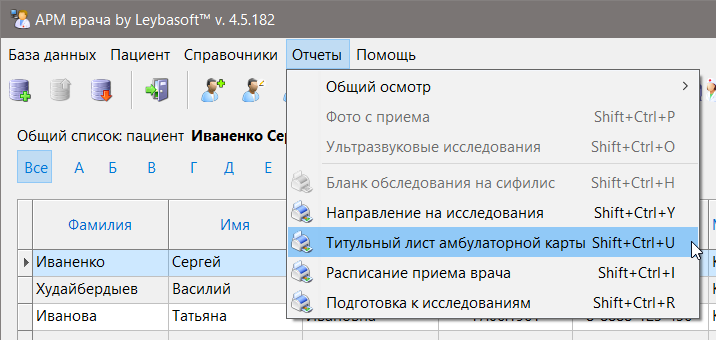 АРМ врача by Leybasoft™ v. 4.5.182
База данных Пациент Справочники Отчеты Помощь
Общий осмотр
Фото с приема Shift+Ctrl+P
Ультразвуковые исследования Shift+Ctrl+O
Бланк обследования на сифилис Shift+Ctrl+H
Направление на исследования Shift+Ctrl+Y
Титульный лист амбулаторной карты Shift+Ctrl+U
Расписание приема врача Shift+Ctrl+I
Подготовка к исследованиям Shift+Ctrl+R
Общий список: пациент Иваненко Сер
Все А Б В Г Д Е
Фамилия Имя
Иваненко Сергей
Худайбердыев Василий
Иванова Татьяна